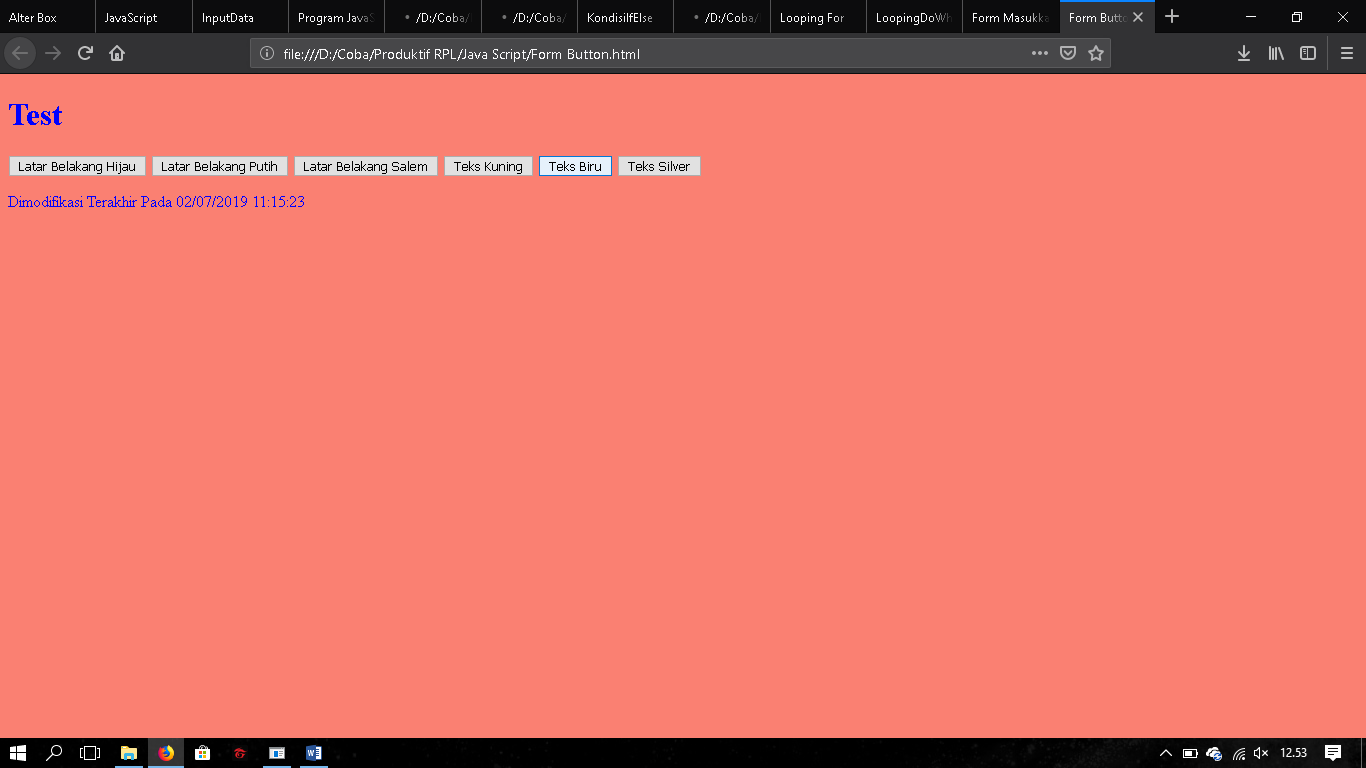 Alter Box JavaScript InputData Program JavaS /D:/Coba/ /D:/Coba/ KondisiIfElse /D:/Coba/ Looping For LoopingDoWh Form Masukka Form Butto
file:///D:/Coba/Produktif RPL/Java Script/Form Button.html
Test
Latar Belakang Hijau Latar Belakang Putih Latar Belakang Salem Teks Kuning Teks Biru Teks Silver
Dimodifikasi Terakhir Pada 02/07/2019 11:15:23
12.53